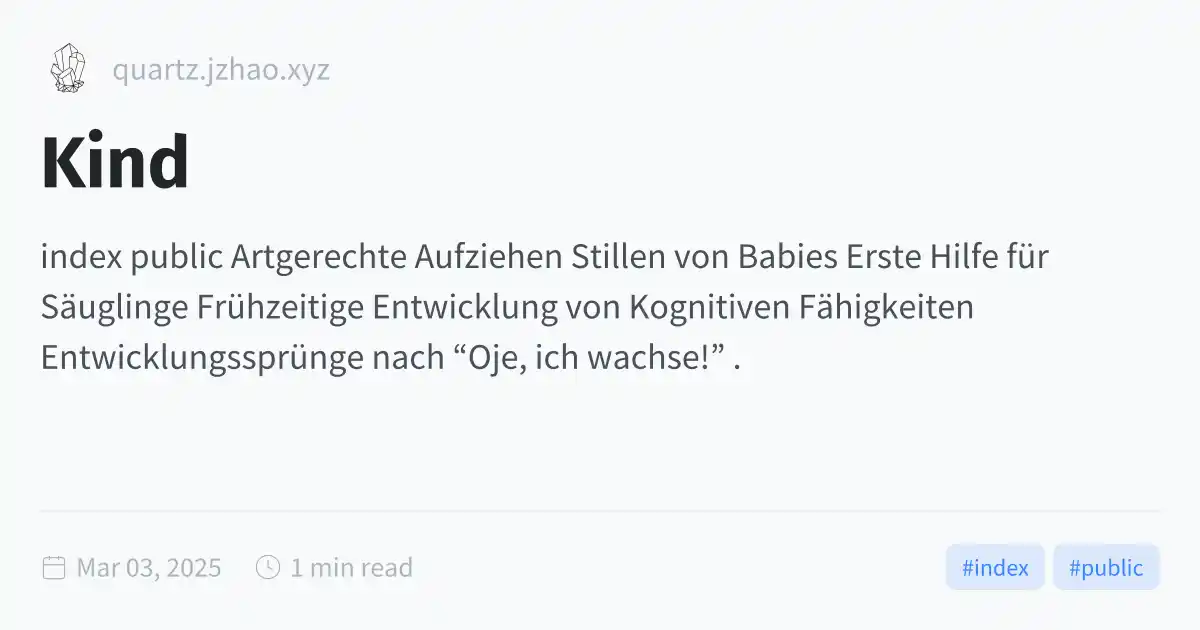 quartz.jzhao.xyz
Kind
index public Artgerechte Aufziehen Stillen von Babies Erste Hilfe für
Säuglinge Frühzeitige Entwicklung von Kognitiven Fähigkeiten
Entwicklungssprünge nach “Oje, ich wachse!” .
Mar 03, 2025 1 min read #index #public